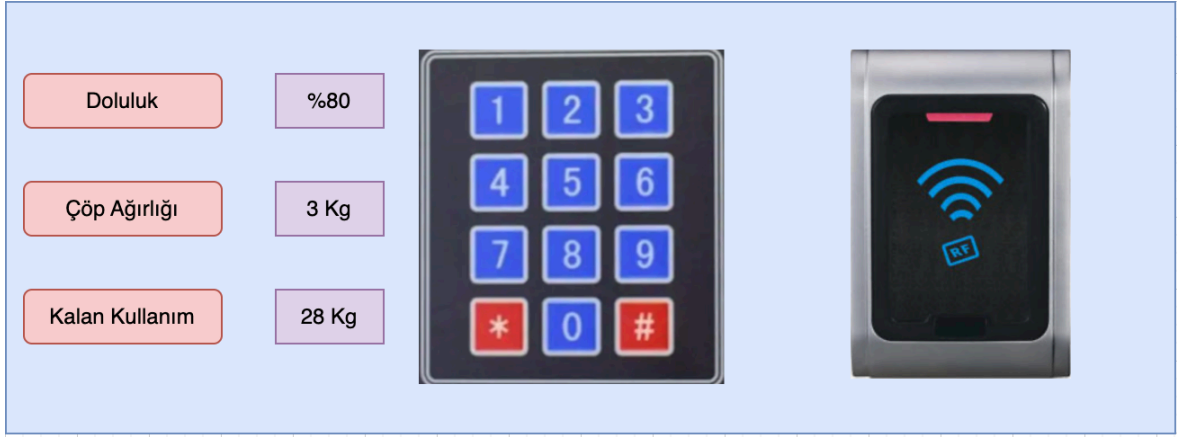 Doluluk
%80
Çöp Ağırlığı
3 Kg
Kalan Kullanım
28 Kg
1 2 3
4 5 6
7 8 9
* 0 #
RF